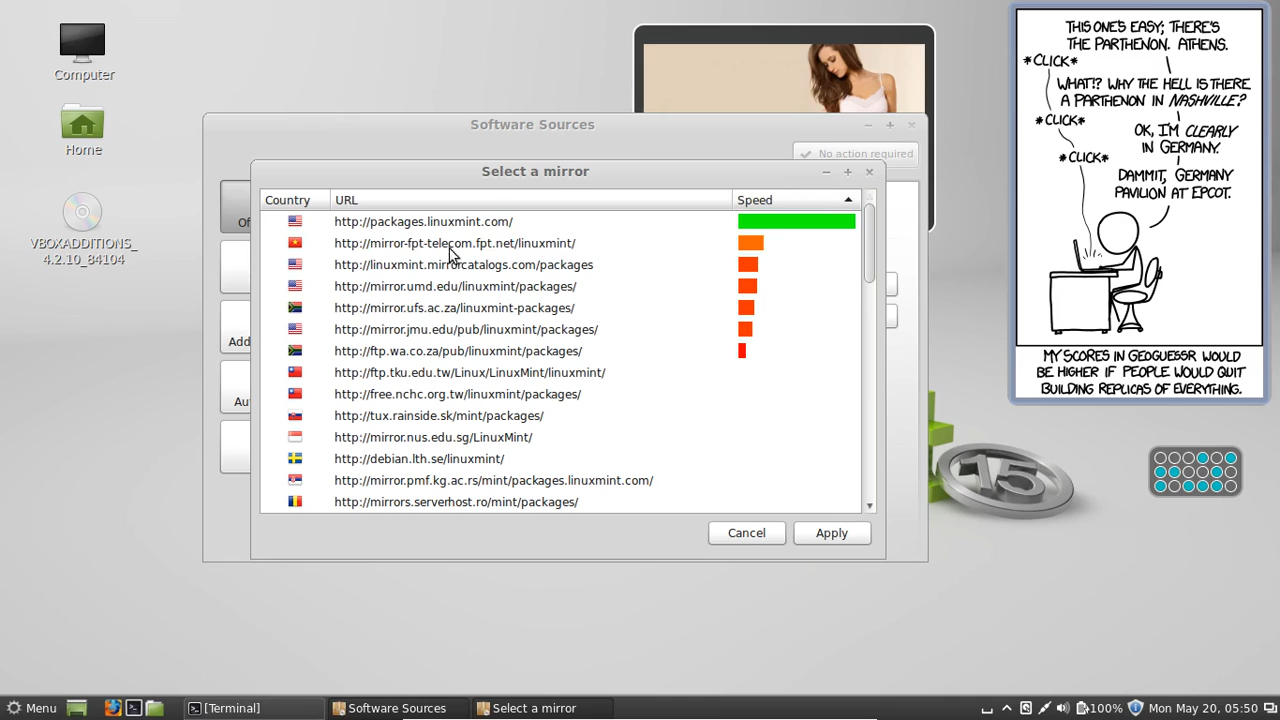 Computer
Home
VBOXADDITIONS_
4.2.10_84104
Software Sources
No action required
Select a mirror
Country URL Speed
http://packages.linuxmint.com/
http://mirror-fpt-telecom.fpt.net/linuxmint/
http://linuxmint.mirrorcatalogs.com/packages
http://mirror.umd.edu/linuxmint/packages/
http://mirror.ufs.ac.za/linuxmint-packages/
http://mirror.jmu.edu/pub/linuxmint/packages/
http://ftp.wa.co.za/pub/linuxmint/packages/
http://ftp.tku.edu.tw/Linux/LinuxMint/linuxmint/
http://free.nchc.org.tw/linuxmint/packages/
http://tux.rainside.sk/mint/packages/
http://mirror.nus.edu.sg/LinuxMint/
http://debian.lth.se/linuxmint/
http://mirror.pmf.kg.ac.rs/mint/packages.linuxmint.com/
http://mirrors.serverhost.ro/mint/packages/
Cancel Apply
Of
Add
Au
THIS ONE'S EASY; THERE'S
THE PARTHENON. ATHENS.
*CLICK*
WHAT!? WHY THE HELL IS THERE
A PARTHENON IN NASHVILLE?
*CLICK*
OK, I'M CLEARLY
IN GERMANY.
*CLICK*
DAMMIT, GERMANY
PAVILION AT EPCOT.
MY SCORES IN GEOGUESSR WOULD
BE HIGHER IF PEOPLE WOULD QUIT
BUILDING REPLICAS OF EVERYTHING.
15
Menu [Terminal] Software Sources Select a mirror 100% Mon May 20, 05:50